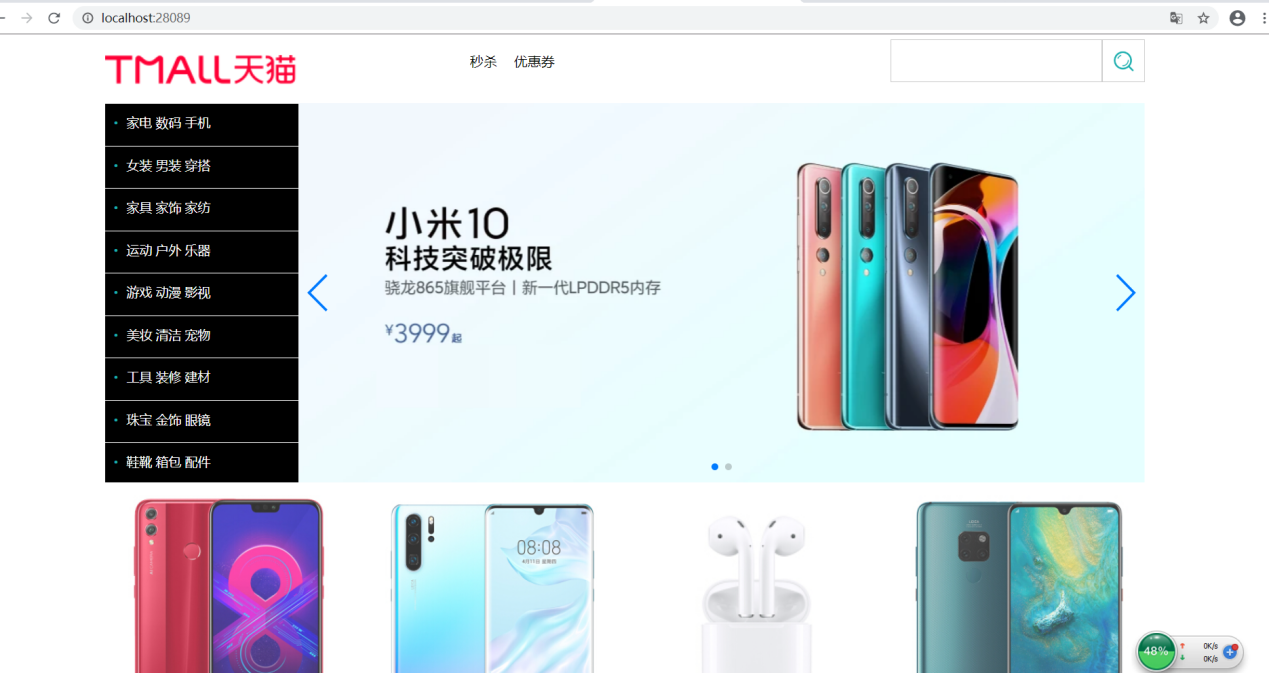 localhost:28089
TMALL天猫
秒杀 优惠券
家电 数码 手机
女装 男装 穿搭
家具 家饰 家纺
运动 户外 乐器
游戏 动漫 影视
美妆 清洁 宠物
工具 装修 建材
珠宝 金饰 眼镜
鞋靴 箱包 配件
小米10
科技突破极限
骁龙865旗舰平台丨新一代LPDDR5内存
¥3999起
08:08
48%
0K/s
0K/s